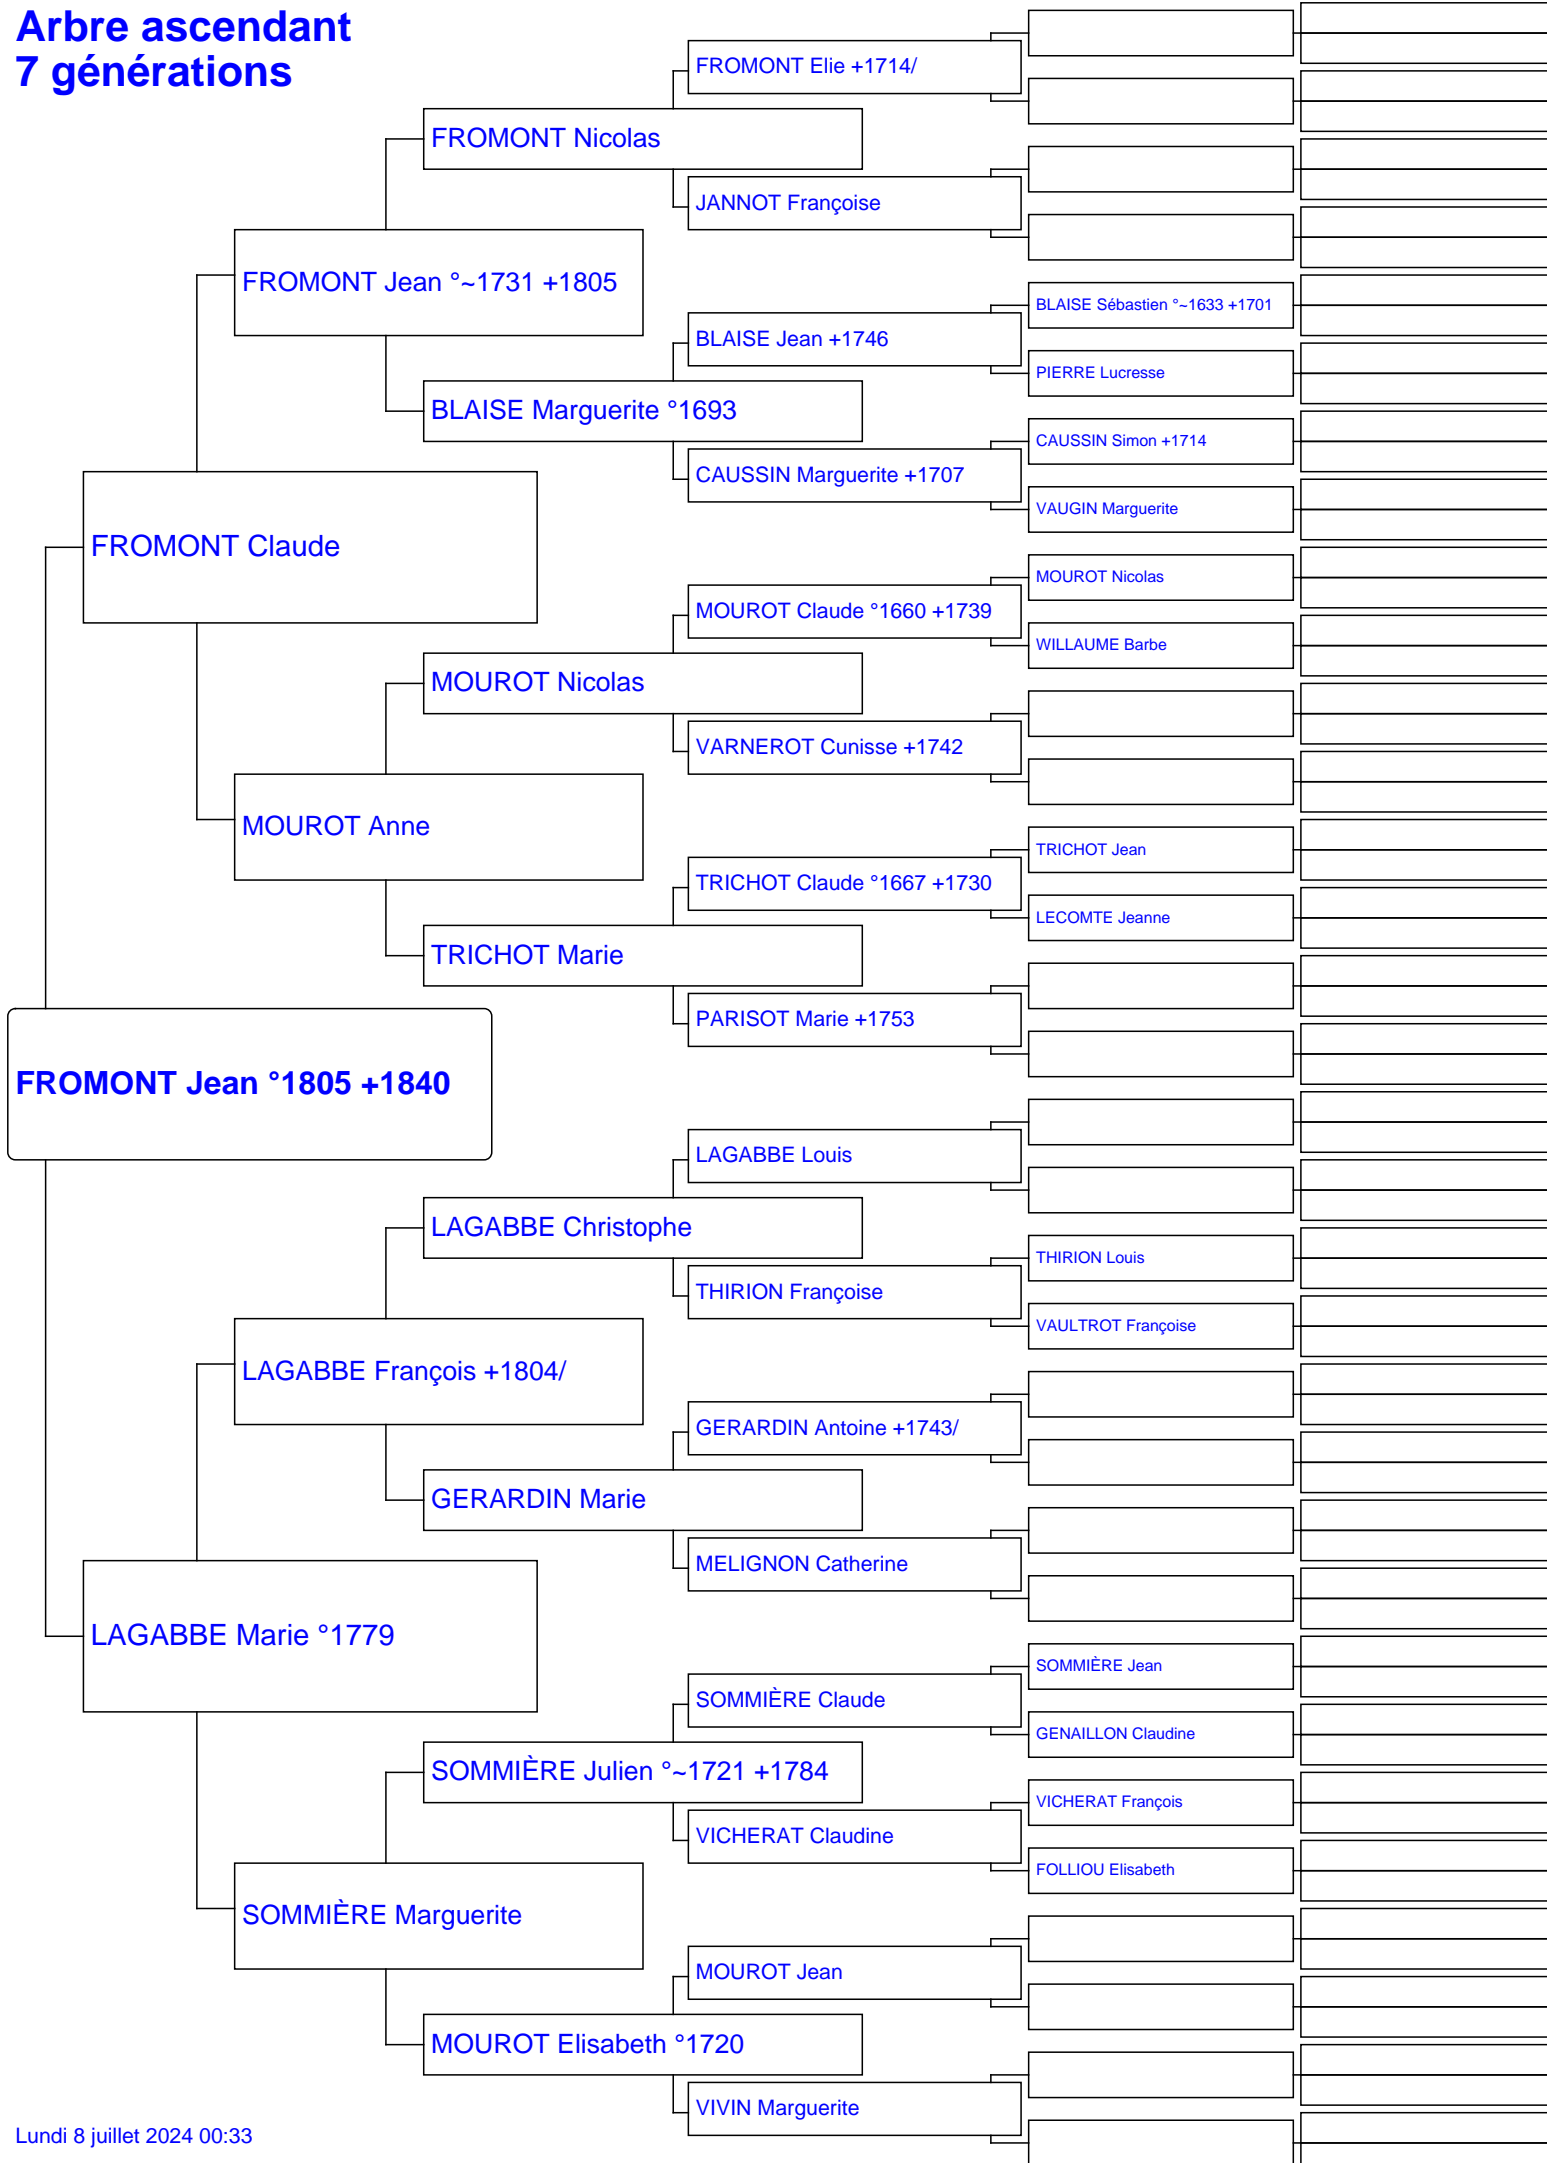 Arbre ascendant
7 générations
FROMONT Elie +1714/
FROMONT Nicolas
JANNOT Françoise
FROMONT Jean °~1731 +1805
BLAISE Sébastien °~1633 +1701
BLAISE Jean +1746
PIERRE Lucresse
BLAISE Marguerite °1693
CAUSSIN Simon +1714
CAUSSIN Marguerite +1707
VAUGIN Marguerite
FROMONT Claude
MOUROT Nicolas
MOUROT Claude °1660 +1739
WILLAUME Barbe
MOUROT Nicolas
VARNEROT Cunisse +1742
MOUROT Anne
TRICHOT Jean
TRICHOT Claude °1667 +1730
LECOMTE Jeanne
TRICHOT Marie
PARISOT Marie +1753
FROMONT Jean °1805 +1840
LAGABBE Louis
LAGABBE Christophe
THIRION Louis
THIRION Françoise
VAULTROT Françoise
LAGABBE François +1804/
GERARDIN Antoine +1743/
GERARDIN Marie
MELIGNON Catherine
LAGABBE Marie °1779
SOMMIÈRE Jean
SOMMIÈRE Claude
GENAILLON Claudine
SOMMIÈRE Julien °~1721 +1784
VICHERAT François
VICHERAT Claudine
FOLLIOU Elisabeth
SOMMIÈRE Marguerite
MOUROT Jean
MOUROT Elisabeth °1720
VIVIN Marguerite
Lundi 8 juillet 2024 00:33